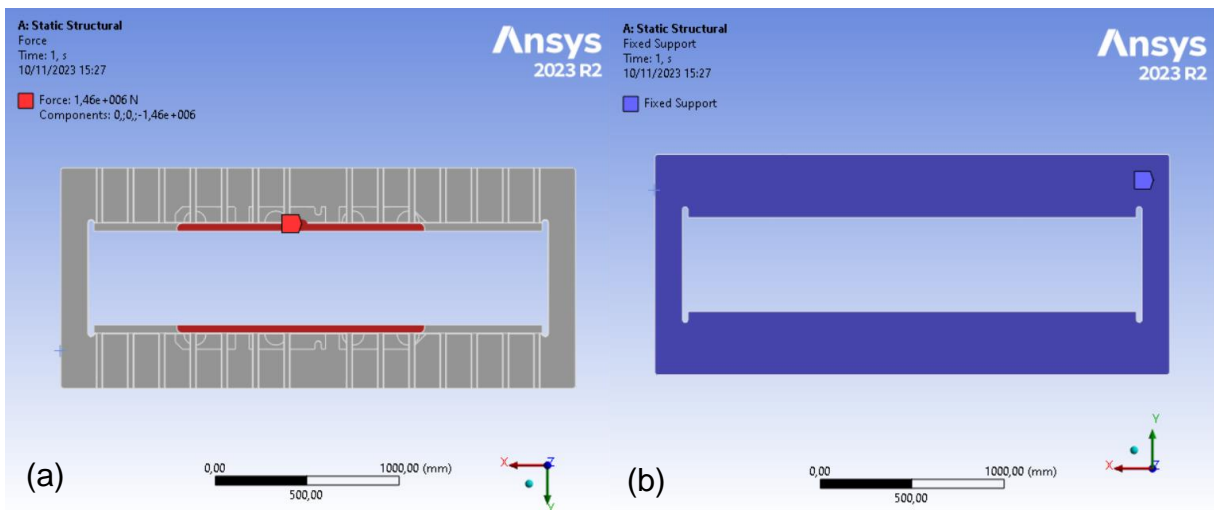 A: Static Structural
Force
Time: 1, s
10/11/2023 15:27
Force: 1,46e+006 N
Components: 0,;0,;-1,46e+006
Ansys
2023 R2
0,00
1000,00 (mm)
500,00
X
Z
Y
(a)
A: Static Structural
Fixed Support
Time: 1, s
10/11/2023 15:27
Fixed Support
Ansys
2023 R2
0,00
1000,00 (mm)
500,00
Y
X
Z
(b)